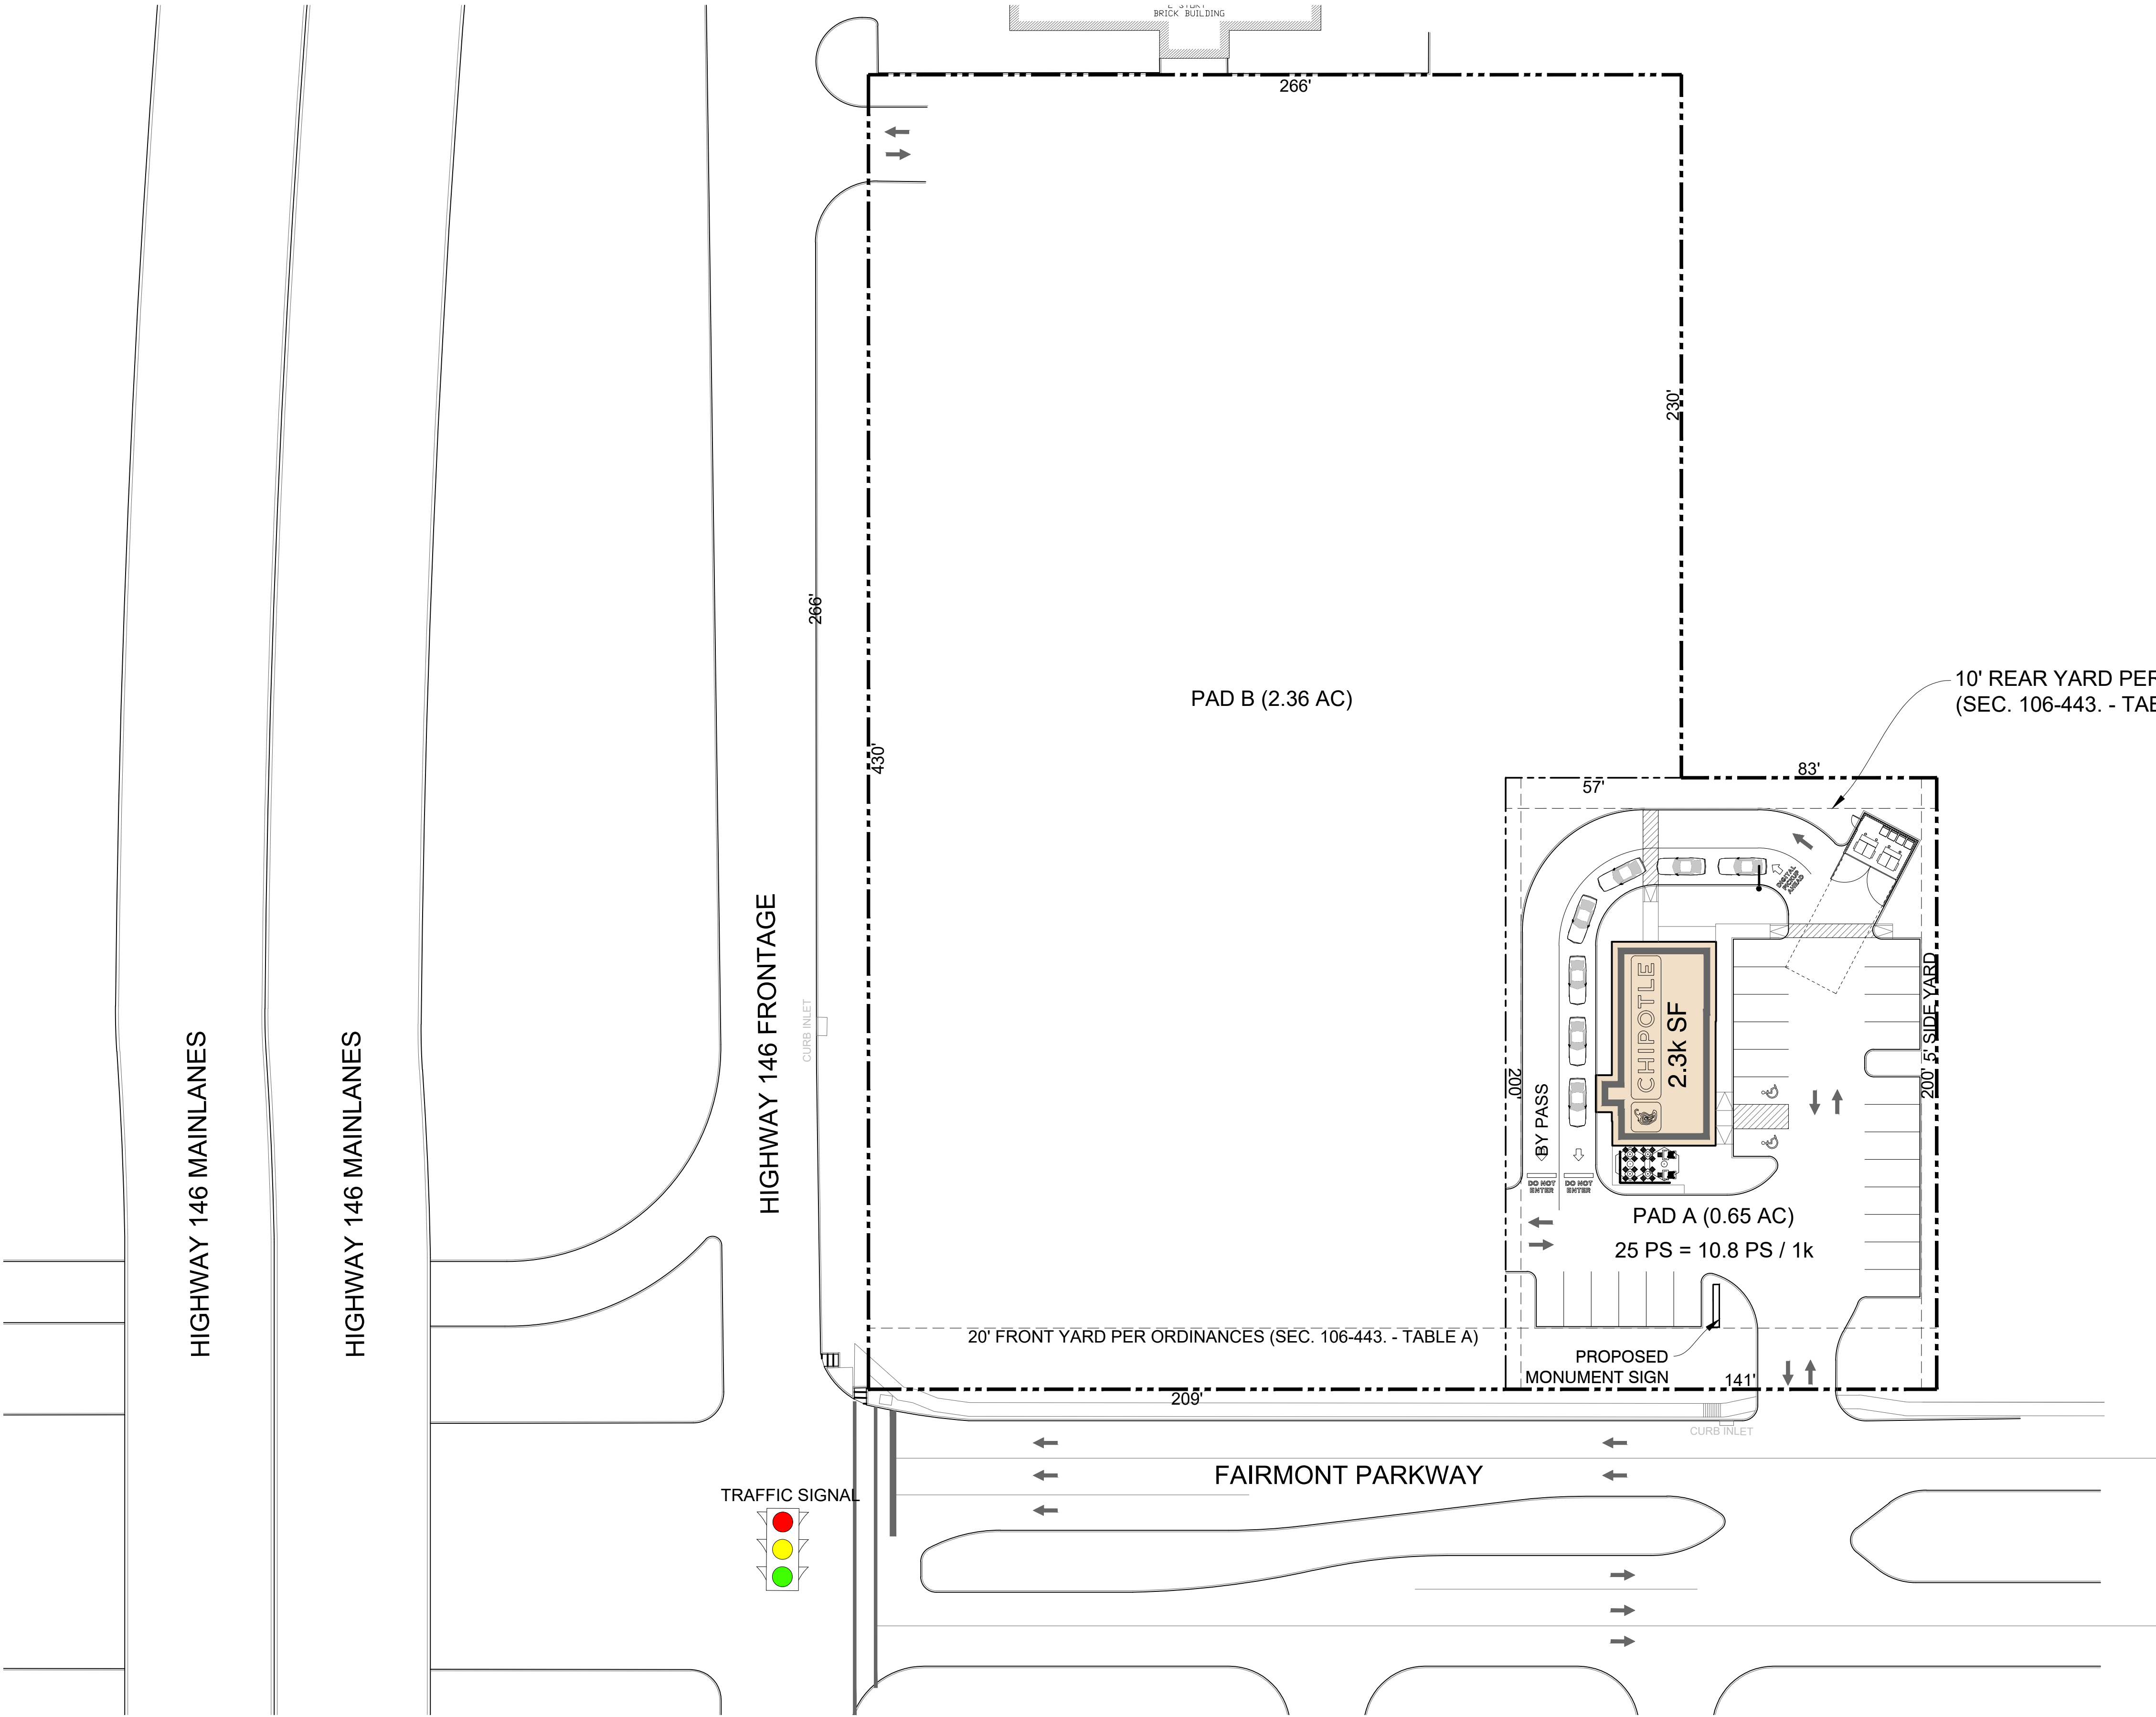 BRICK BUILDING
266'
230'
266'
430'
PAD B (2.36 AC)
10' REAR YARD PER
(SEC. 106-443. - TAB
83'
57'
DIGITAL
PICKUP
AHEAD
HIGHWAY 146 MAINLANES
HIGHWAY 146 MAINLANES
HIGHWAY 146 FRONTAGE
CURB INLET
200'
BY PASS
CHIPOTLE
2.3k SF
200'
5' SIDE YARD
DO NOT
ENTER
DO NOT
ENTER
PAD A (0.65 AC)
25 PS = 10.8 PS / 1k
20' FRONT YARD PER ORDINANCES (SEC. 106-443. - TABLE A)
PROPOSED
MONUMENT SIGN
141'
209'
CURB INLET
FAIRMONT PARKWAY
TRAFFIC SIGNAL